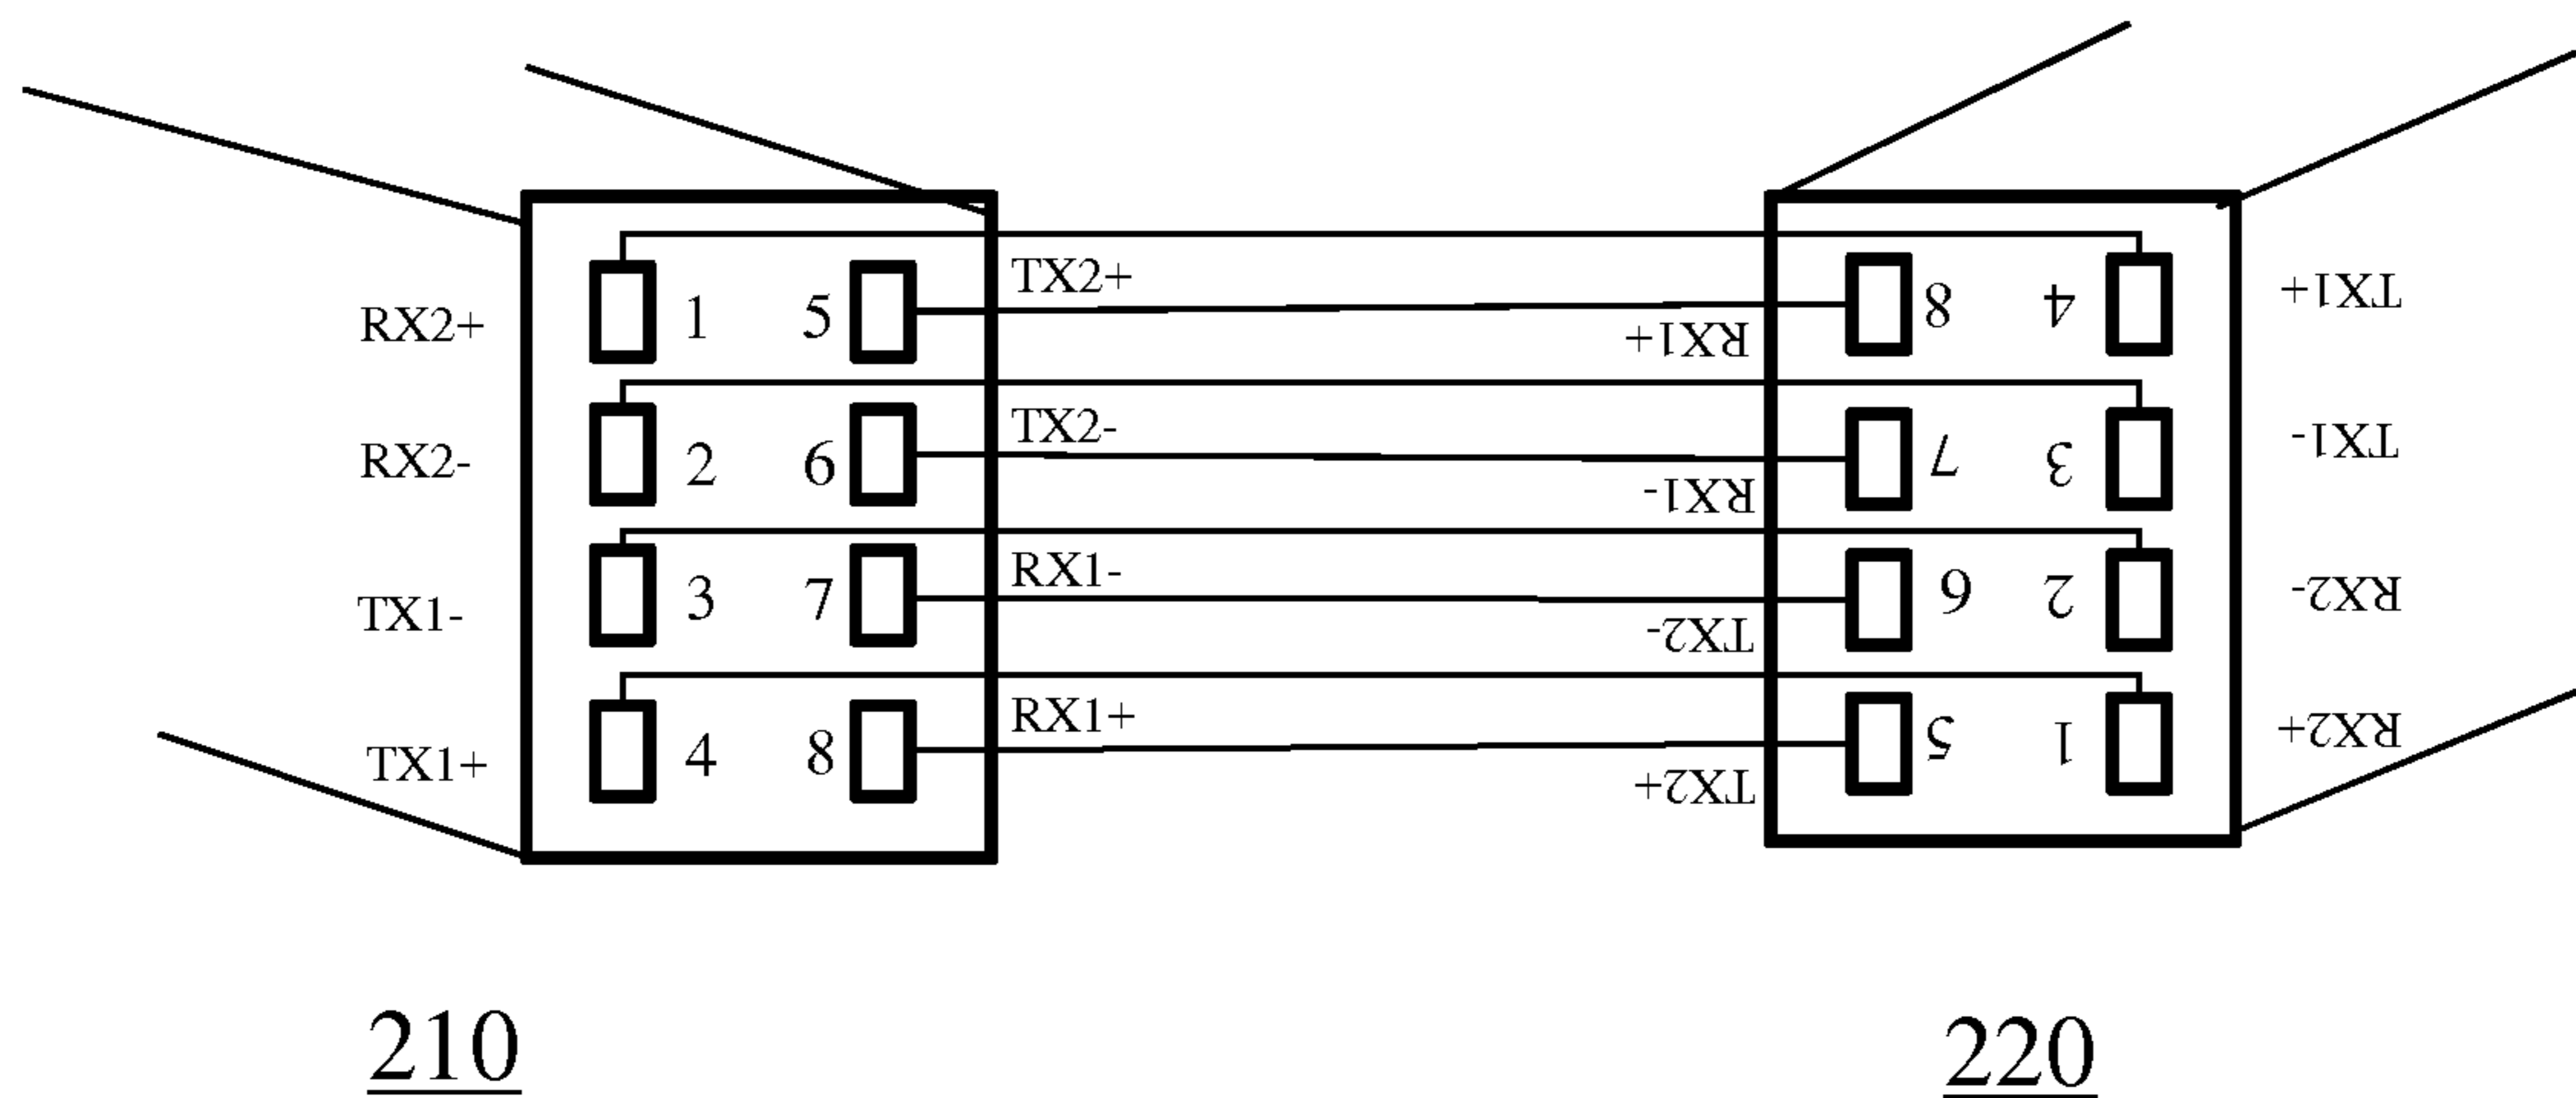 TX2+
TX1+
RX2+ 1 5 8 4
RX1+
TX2-
TX1-
RX2- 2 6 7 3
RX1-
RX1-
RX2-
TX1- 3 7 6 2
TX2-
RX1+
RX2+
TX1+ 4 8 5 1
TX2+
210 220